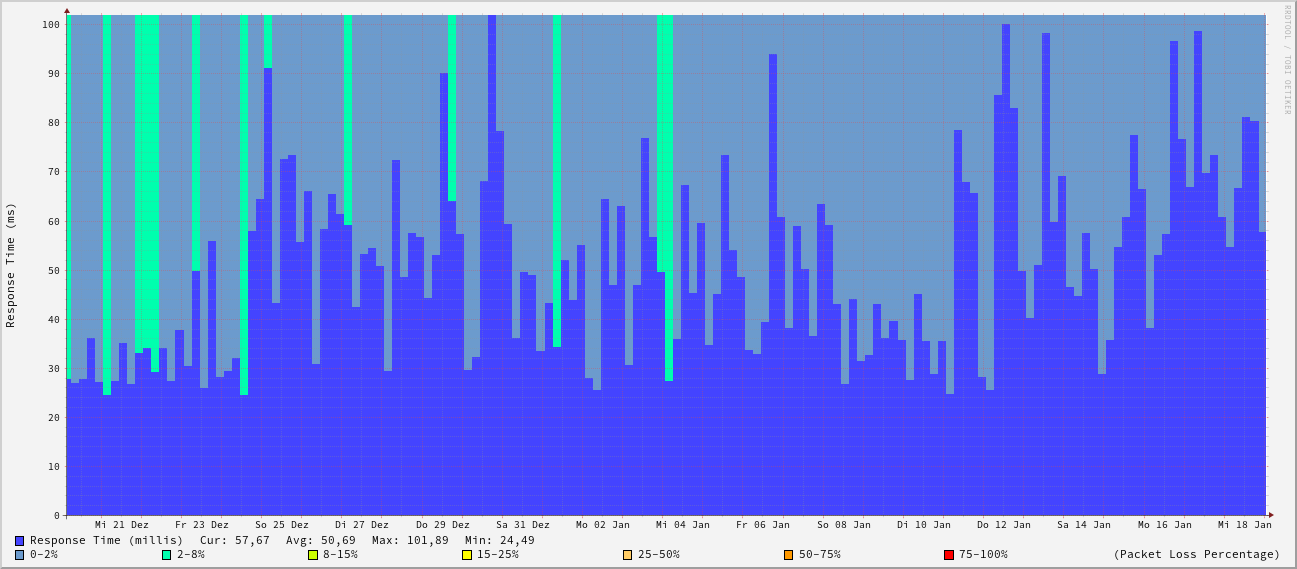 RRDTOOL / TOBI OETIKER
Response Time (ms)
100
90
80
70
60
50
40
30
20
10
0
Mi 21 Dez Fr 23 Dez So 25 Dez Di 27 Dez Do 29 Dez Sa 31 Dez Mo 02 Jan Mi 04 Jan Fr 06 Jan So 08 Jan Di 10 Jan Do 12 Jan Sa 14 Jan Mo 16 Jan Mi 18 Jan
Response Time (millis) Cur: 57,67 Avg: 50,69 Max: 101,89 Min: 24,49
0-2% 2-8% 8-15% 15-25% 25-50% 50-75% 75-100% (Packet Loss Percentage)